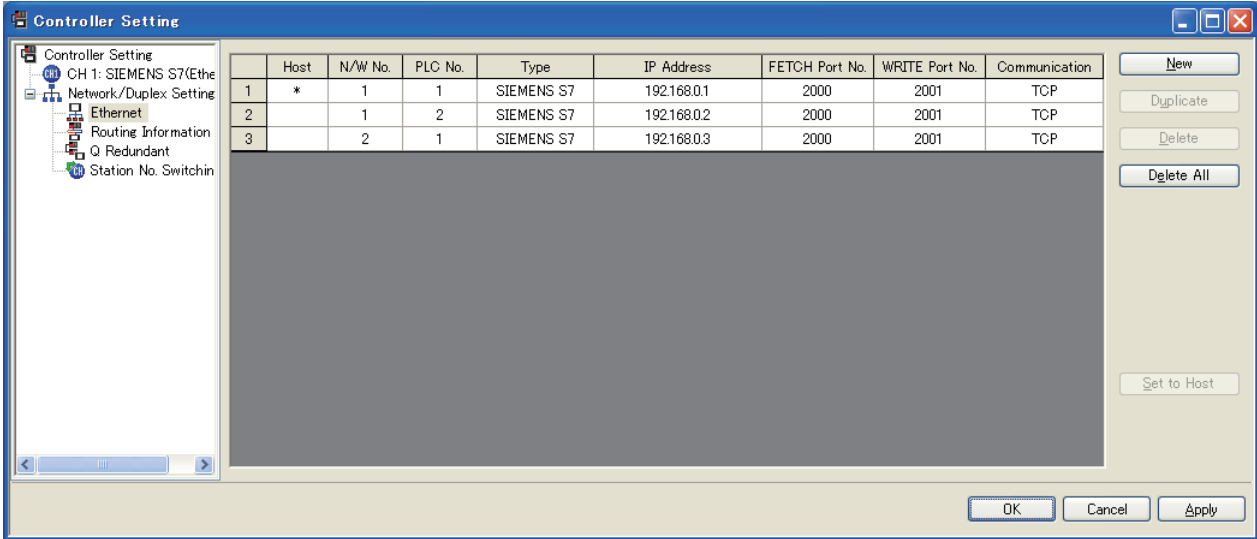 Controller Setting
Controller Setting
CH1 CH 1: SIEMENS S7(Ethe
Network/Duplex Setting
Ethernet
Routing Information
Q Redundant
CH Station No. Switchin
Host N/W No. PLC No. Type IP Address FETCH Port No. WRITE Port No. Communication
1 * 1 1 SIEMENS S7 192.168.0.1 2000 2001 TCP
2 1 2 SIEMENS S7 192.168.0.2 2000 2001 TCP
3 2 1 SIEMENS S7 192.168.0.3 2000 2001 TCP
New
Duplicate
Delete
Delete All
Set to Host
OK Cancel Apply